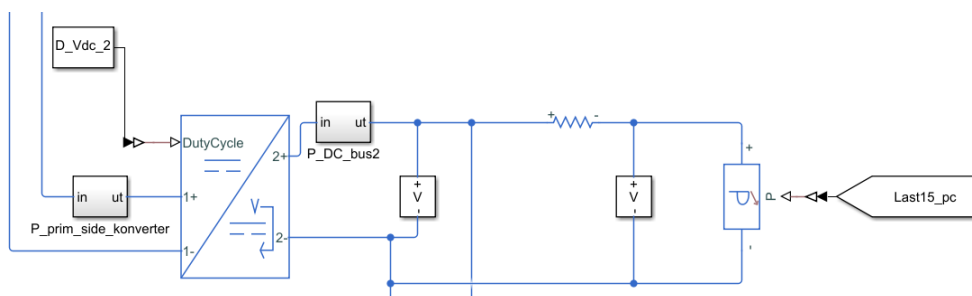 D_Vdc_2
in ut
P_DC_bus2
+ -
DutyCycle
2+
+
V
-
+
V
-
+
P
-
Last15_pc
in ut
P_prim_side_konverter
1+
1-
2-